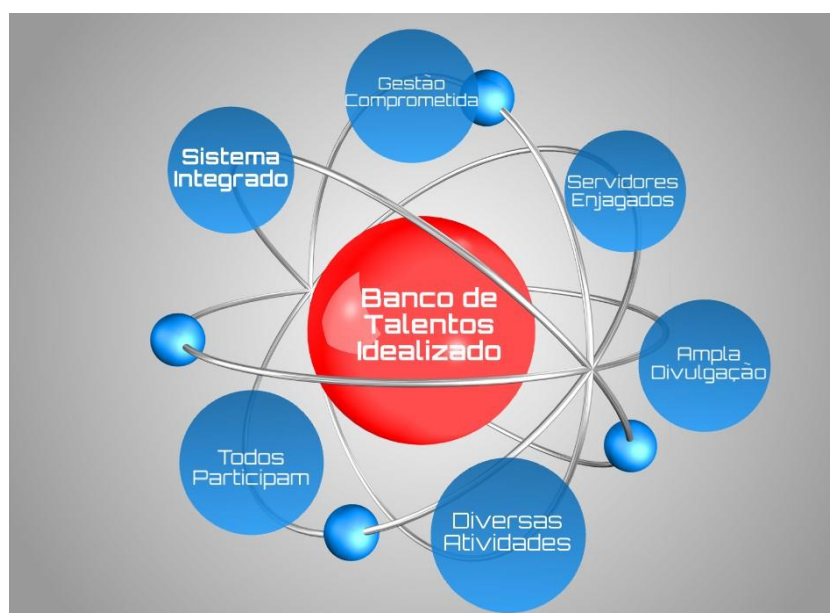 Gestão
Comprometida
Sistema
Integrado
Servidores
Enjagados
Banco de
Talentos
Idealizado
Ampla
Divulgação
Todos
Participam
Diversas
Atividades